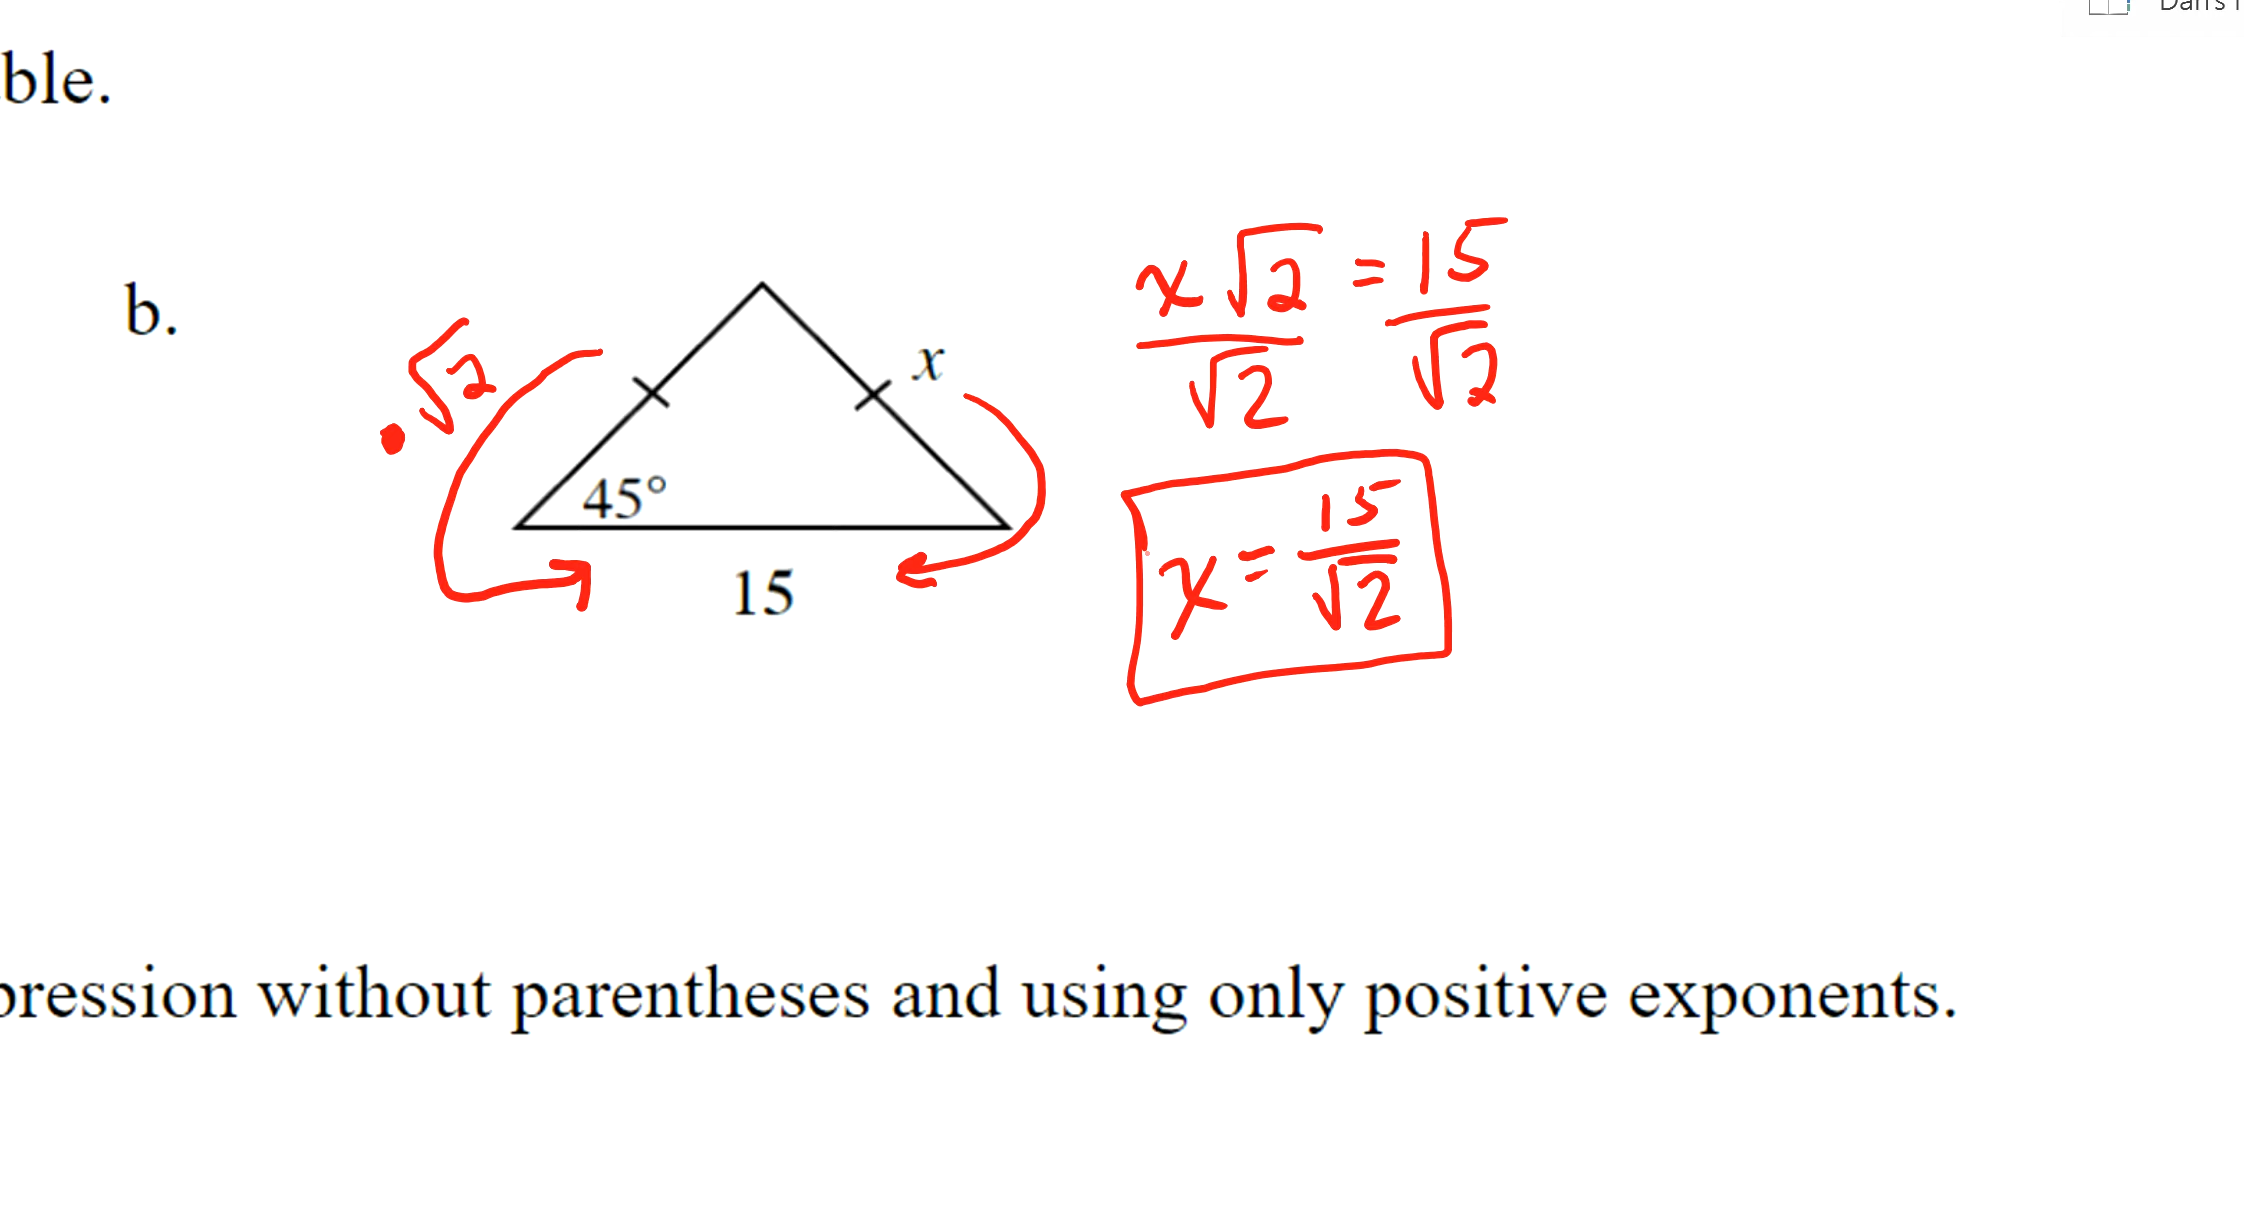 ble.
b.
·√2
x
45°
15
x√2 = 15
√2 √2
x = 15/√2
pression without parentheses and using only positive exponents.